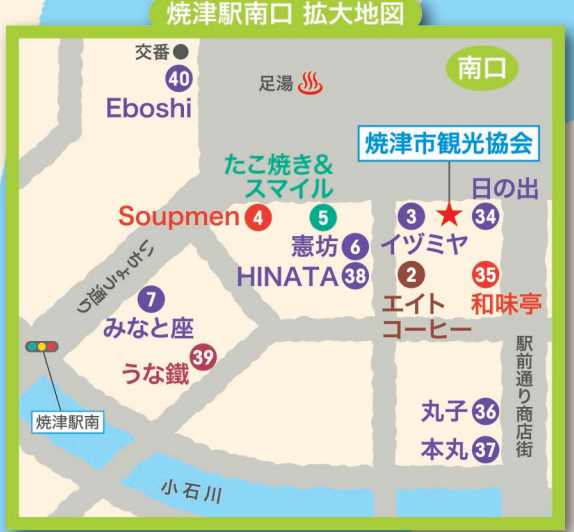 焼津駅南口 拡大地図
交番
40
Eboshi
足湯
南口
焼津市観光協会
たこ焼き&
スマイル
日の出
Soupmen 4
5
3
34
憲坊 6
イヅミヤ
HINATA 38
2
35
エイト
コーヒー
和味亭
いちょう通り
7
みなと座
うな鐵 39
駅前通り商店街
焼津駅南
丸子 36
本丸 37
小石川